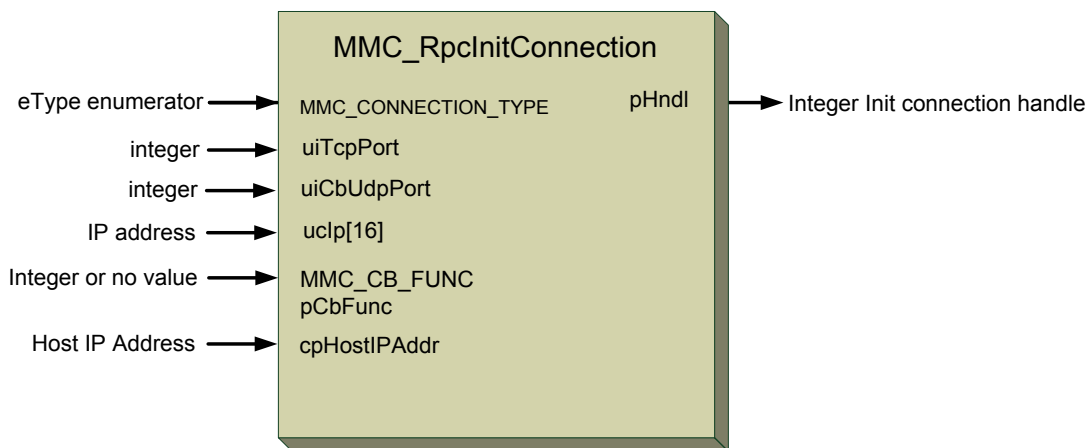 MMC_RpcInitConnection
eType enumerator
MMC_CONNECTION_TYPE
pHndl
Integer Init connection handle
integer
uiTcpPort
integer
uiCbUdpPort
IP address
ucIp[16]
Integer or no value
MMC_CB_FUNC
pCbFunc
Host IP Address
cpHostIPAddr